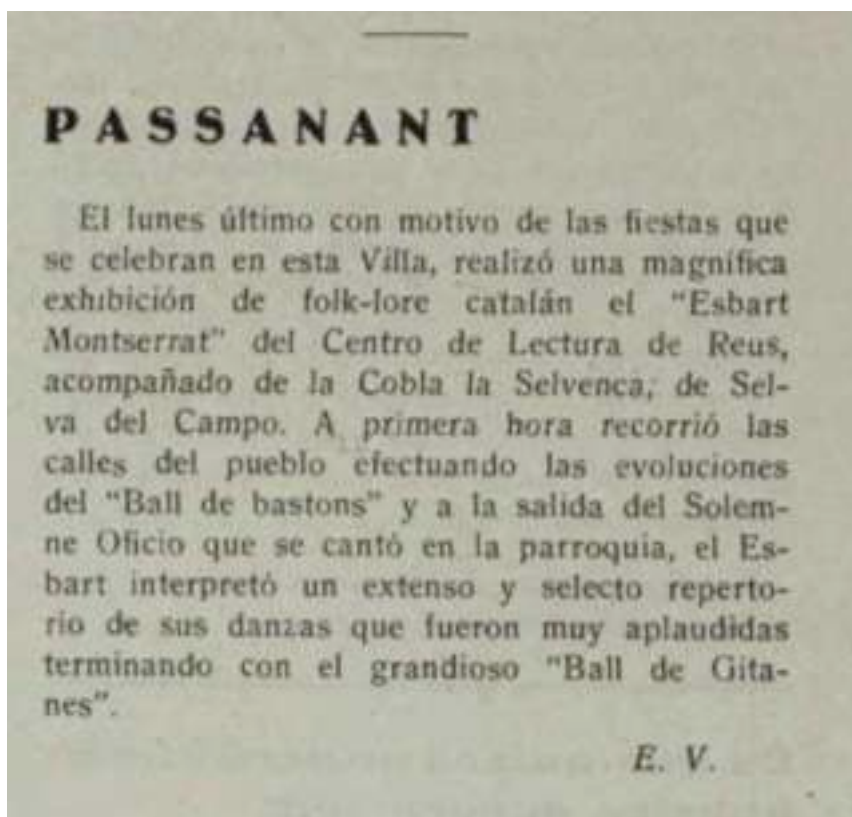 PASSANANT
El lunes último con motivo de las fiestas que
se celebran en esta Villa, realizó una magnífica
exhibición de folk-lore catalán el "Esbart
Montserrat" del Centro de Lectura de Reus,
acompañado de la Cobla la Selvenca, de Sel-
va del Campo. A primera hora recorrió las
calles del pueblo efectuando las evoluciones
del "Ball de bastons" y a la salida del Solem-
ne Oficio que se cantó en la parroquia, el Es-
bart interpretó un extenso y selecto reperto-
rio de sus danzas que fueron muy aplaudidas
terminando con el grandioso "Ball de Gita-
nes".
E. V.